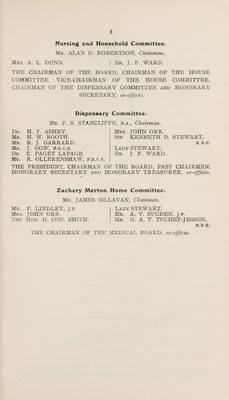 3
Nursing and Household Committee.
Mr. ALAN D. ROBERTSON, Chairman.
Mrs. A. L. DUNN. | Dr. J. F. WARD.
THE CHAIRMAN OF THE BOARD, CHAIRMAN OF THE HOUSE
COMMITTEE, VICE-CHAIRMAN OF THE HOUSE COMMITTEE,
CHAIRMAN OF THE DISPENSARY COMMITTEE AND HONORARY
SECRETARY, ex-officio.
Dispensary Committee.
Mr. F. S. STANCLIFFE, B.A., Chairman.
Dr. H. T. ASHBY.
Mr. H. W. BOOTH.
Mr. R. J. GARRARD.
Mr. J. GOW, F.R.C.S.
Dr. C. PAGET LAPAGE.
Mr. R. OLLERENSHAW, F.R.C.S.
Mrs. JOHN ORR.
Sir KENNETH D. STEWART,
K.B.E.
Lady STEWART.
Dr. J. F. WARD.
THE PRESIDENT, CHAIRMAN OF THE BOARD, PAST CHAIRMEN,
HONORARY SECRETARY AND HONORARY TREASURER, ex-officio.
Zachary Merton Home Committee.
Mr. JAMES SILLAVAN, Chairman.
Mr. F. LINDLEY, J.P.
Mrs. JOHN ORR.
The Hon. H. CON. SMITH.
Lady STEWART.
Mr. A. V. SUGDEN, J.P.
Mr. G. A. T. TUCHET-JESSON,
M.B.E.
THE CHAIRMAN OF THE MEDICAL BOARD, ex-officio.